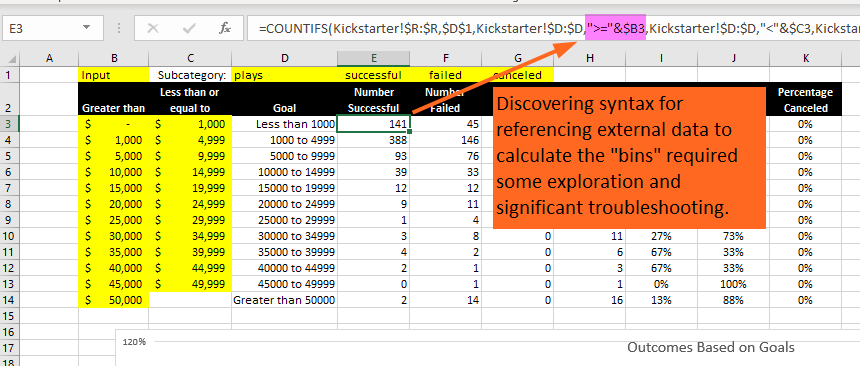 E3 fx =COUNTIFS(Kickstarter!$R:$R,$D$1,Kickstarter!$D:$D,">="&$B3,Kickstarter!$D:$D,"<"&$C3,Kicksta
A B C D E F G H I J K
1 Input Subcategory: plays successful failed canceled
2 Greater than Less than or equal to Goal Number Successful Number Failed Percentage Canceled
3 $ - $ 1,000 Less than 1000 141 45 0%
4 $ 1,000 $ 4,999 1000 to 4999 388 146 0%
5 $ 5,000 $ 9,999 5000 to 9999 93 76 0%
6 $ 10,000 $ 14,999 10000 to 14999 39 33 0%
7 $ 15,000 $ 19,999 15000 to 19999 12 12 0%
8 $ 20,000 $ 24,999 20000 to 24999 9 11 0%
9 $ 25,000 $ 29,999 25000 to 29999 1 4 0%
10 $ 30,000 $ 34,999 30000 to 34999 3 8 0 11 27% 73% 0%
11 $ 35,000 $ 39,999 35000 to 39999 4 2 0 6 67% 33% 0%
12 $ 40,000 $ 44,999 40000 to 44999 2 1 0 3 67% 33% 0%
13 $ 45,000 $ 49,999 45000 to 49999 0 1 0 1 0% 100% 0%
14 $ 50,000 Greater than 50000 2 14 0 16 13% 88% 0%
15
16
17
18
Discovering syntax for
referencing external data to
calculate the "bins" required
some exploration and
significant troubleshooting.
120%
Outcomes Based on Goals